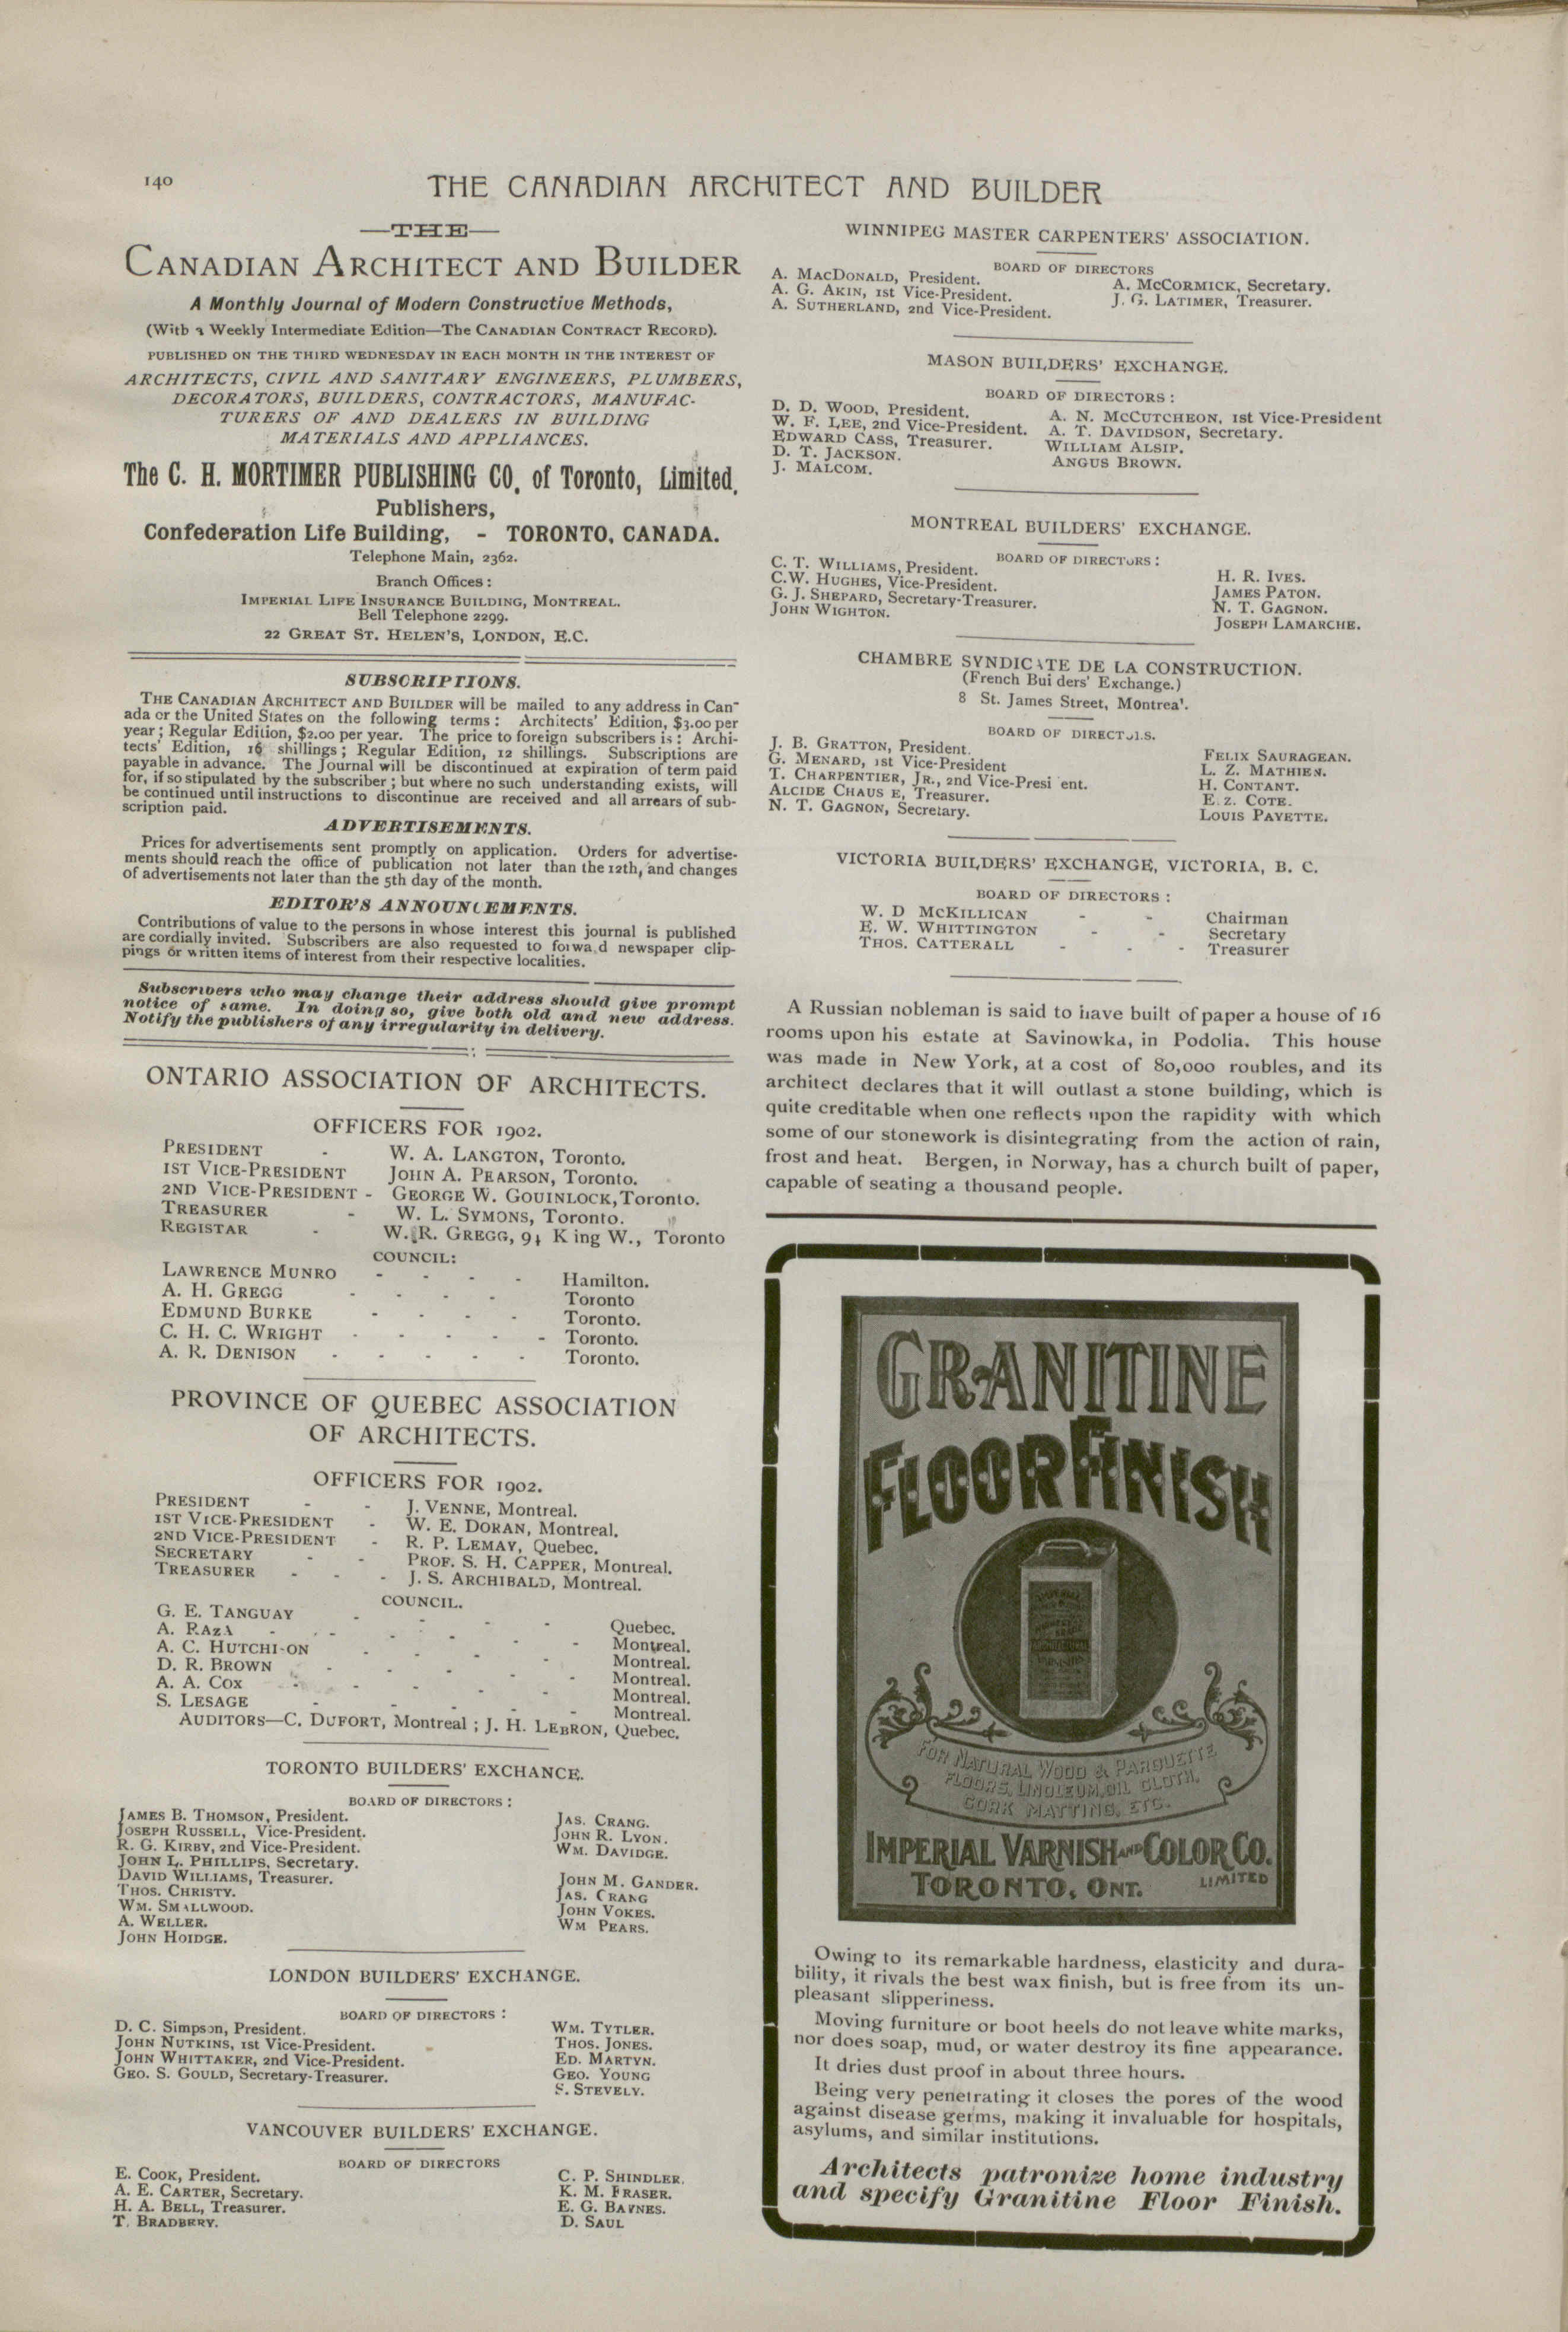 140
THE CANADIAN ARCHITECT AND BUILDER
—THE—
CANADIAN ARCHITECT AND BUILDER
A Monthly Journal of Modern Constructive Methods,
(With a Weekly Intermediate Edition—The CANADIAN CONTRACT RECORD).
PUBLISHED ON THE THIRD WEDNESDAY IN EACH MONTH IN THE INTEREST OF
ARCHITECTS, CIVIL AND SANITARY ENGINEERS, PLUMBERS,
DECORATORS, BUILDERS, CONTRACTORS, MANUFAC-
TURERS OF AND DEALERS IN BUILDING
MATERIALS AND APPLIANCES.
The C. H. MORTIMER PUBLISHING CO. of Toronto, Limited,
Publishers,
Confederation Life Building, - TORONTO, CANADA.
Telephone Main, 2362.
Branch Offices :
IMPERIAL LIFE INSURANCE BUILDING, MONTREAL.
Bell Telephone 2299.
22 GREAT ST. HELEN'S, LONDON, E.C.
SUBSCRIPTIONS.
THE CANADIAN ARCHITECT AND BUILDER will be mailed to any address in Can-
ada or the United States on the following terms : Architects' Edition, $3.00 per
year ; Regular Edition, $2.00 per year. The price to foreign subscribers is : Archi-
tects' Edition, 16 shillings ; Regular Edition, 12 shillings. Subscriptions are
payable in advance. The Journal will be discontinued at expiration of term paid
for, if so stipulated by the subscriber ; but where no such understanding exists, will
be continued until instructions to discontinue are received and all arrears of sub-
scription paid.
ADVERTISEMENTS.
Prices for advertisements sent promptly on application. Orders for advertise-
ments should reach the office of publication not later than the 12th, and changes
of advertisements not later than the 5th day of the month.
EDITOR'S ANNOUNCEMENTS.
Contributions of value to the persons in whose interest this journal is published
are cordially invited. Subscribers are also requested to forward newspaper clip-
pings or written items of interest from their respective localities.
Subscribers who may change their address should give prompt
notice of same. In doing so, give both old and new address.
Notify the publishers of any irregularity in delivery.
ONTARIO ASSOCIATION OF ARCHITECTS.
OFFICERS FOR 1902.
PRESIDENT - W. A. LANGTON, Toronto.
1ST VICE-PRESIDENT JOHN A. PEARSON, Toronto.
2ND VICE-PRESIDENT - GEORGE W. GOUINLOCK, Toronto.
TREASURER - W. L. SYMONS, Toronto.
REGISTAR - W. R. GREGG, 94 King W., Toronto
COUNCIL:
LAWRENCE MUNRO - - - - Hamilton.
A. H. GREGG - - - - Toronto
EDMUND BURKE - - - - Toronto.
C. H. C. WRIGHT - - - - - Toronto.
A. R. DENISON - - - - - Toronto.
PROVINCE OF QUEBEC ASSOCIATION
OF ARCHITECTS.
OFFICERS FOR 1902.
PRESIDENT - - J. VENNE, Montreal.
1ST VICE-PRESIDENT - W. E. DORAN, Montreal.
2ND VICE-PRESIDENT - R. P. LEMAY, Quebec.
SECRETARY - - PROF. S. H. CAPPER, Montreal.
TREASURER - - - J. S. ARCHIBALD, Montreal.
COUNCIL.
G. E. TANGUAY - - - - Quebec.
A. RAZA - - - - - Montreal.
A. C. HUTCHISON - - - - Montreal.
D. R. BROWN - - - - - Montreal.
A. A. COX - - - - - Montreal.
S. LESAGE - - - - - Montreal.
AUDITORS—C. DUFORT, Montreal ; J. H. LEBRON, Quebec.
TORONTO BUILDERS' EXCHANGE.
BOARD OF DIRECTORS :
JAMES B. THOMSON, President.
JOSEPH RUSSELL, Vice-President.
R. G. KIRBY, 2nd Vice-President.
JOHN L. PHILLIPS, Secretary.
DAVID WILLIAMS, Treasurer.
THOS. CHRISTY.
WM. SMALLWOOD.
A. WELLER.
JOHN HOIDGE.
JAS. CRANG.
JOHN R. LYON.
WM. DAVIDGE.
JOHN M. GANDER.
JAS. CRANG
JOHN VOKES.
WM PEARS.
LONDON BUILDERS' EXCHANGE.
BOARD OF DIRECTORS :
D. C. Simpson, President.
JOHN NUTKINS, 1st Vice-President.
JOHN WHITTAKER, 2nd Vice-President.
GEO. S. GOULD, Secretary-Treasurer.
WM. TYTLER.
THOS. JONES.
ED. MARTYN.
GEO. YOUNG
S. STEVELY.
VANCOUVER BUILDERS' EXCHANGE.
BOARD OF DIRECTORS
E. COOK, President.
A. E. CARTER, Secretary.
H. A. BELL, Treasurer.
T. BRADBERY.
C. P. SHINDLER.
K. M. FRASER.
E. G. BAYNES.
D. SAUL
WINNIPEG MASTER CARPENTERS' ASSOCIATION.
BOARD OF DIRECTORS
A. MACDONALD, President.
A. G. AKIN, 1st Vice-President.
A. SUTHERLAND, 2nd Vice-President.
A. MCCORMICK, Secretary.
J. G. LATIMER, Treasurer.
MASON BUILDERS' EXCHANGE.
BOARD OF DIRECTORS :
D. D. WOOD, President.
W. F. LEE, 2nd Vice-President.
EDWARD CASS, Treasurer.
D. T. JACKSON.
J. MALCOM.
A. N. MCCUTCHEON, 1st Vice-President
A. T. DAVIDSON, Secretary.
WILLIAM ALSIP.
ANGUS BROWN.
MONTREAL BUILDERS' EXCHANGE.
BOARD OF DIRECTORS :
C. T. WILLIAMS, President.
C. W. HUGHES, Vice-President.
G. J. SHEPARD, Secretary-Treasurer.
JOHN WIGHTON.
H. R. IVES.
JAMES PATON.
N. T. GAGNON.
JOSEPH LAMARCHE.
CHAMBRE SYNDICATE DE LA CONSTRUCTION.
(French Bui ders' Exchange.)
8 St. James Street, Montrea'.
BOARD OF DIRECTORS.
J. B. GRATTON, President.
G. MENARD, 1st Vice-President
T. CHARPENTIER, JR., 2nd Vice-Presi ent.
ALCIDE CHAUS E, Treasurer.
N. T. GAGNON, Secretary.
FELIX SAURAGEAN.
L. Z. MATHIEN.
H. CONTANT.
E. Z. COTE.
LOUIS PAYETTE.
VICTORIA BUILDERS' EXCHANGE, VICTORIA, B. C.
BOARD OF DIRECTORS :
W. D MCKILLICAN - - Chairman
E. W. WHITTINGTON - - Secretary
THOS. CATTERALL - - - Treasurer
A Russian nobleman is said to have built of paper a house of 16
rooms upon his estate at Savinowka, in Podolia. This house
was made in New York, at a cost of 80,000 roubles, and its
architect declares that it will outlast a stone building, which is
quite creditable when one reflects upon the rapidity with which
some of our stonework is disintegrating from the action of rain,
frost and heat. Bergen, in Norway, has a church built of paper,
capable of seating a thousand people.
GRANITINE
FLOOR FINISH
FOR NATURAL WOOD & PARQUETTE
FLOORS, LINOLEUM, OIL CLOTH,
CORK MATTING, ETC.
IMPERIAL VARNISH AND COLOR CO.
TORONTO, ONT. LIMITED
Owing to its remarkable hardness, elasticity and dura-
bility, it rivals the best wax finish, but is free from its un-
pleasant slipperiness.
Moving furniture or boot heels do not leave white marks,
nor does soap, mud, or water destroy its fine appearance.
It dries dust proof in about three hours.
Being very penetrating it closes the pores of the wood
against disease germs, making it invaluable for hospitals,
asylums, and similar institutions.
Architects patronize home industry
and specify Granitine Floor Finish.